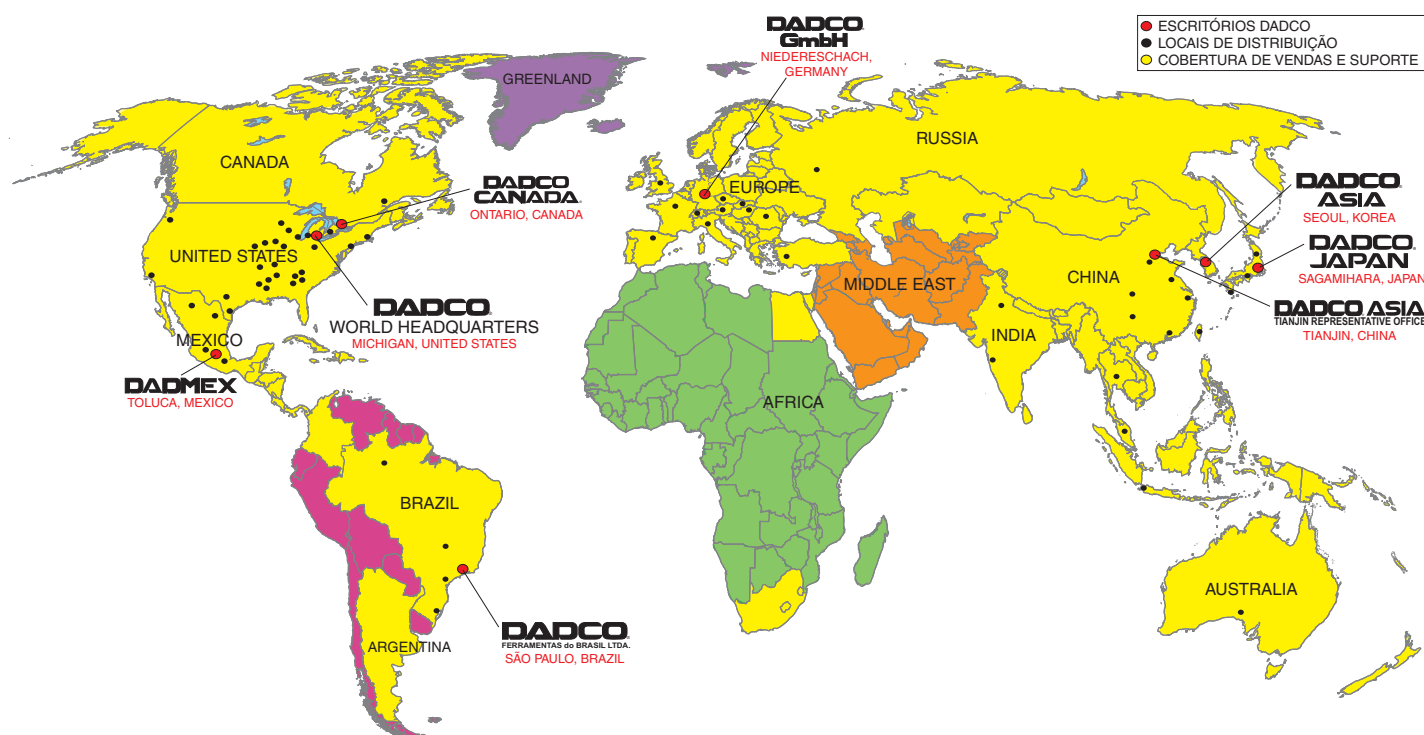 DADCO
GmbH
NIEDERESCHACH,
GERMANY
ESCRITÓRIOS DADCO
LOCAIS DE DISTRIBUIÇÃO
COBERTURA DE VENDAS E SUPORTE
GREENLAND
RUSSIA
CANADA
DADCO
CANADA
ONTARIO, CANADA
EUROPE
DADCO
ASIA
SEOUL, KOREA
UNITED STATES
DADCO
JAPAN
SAGAMIHARA, JAPAN
MIDDLE EAST
CHINA
DADCO
WORLD HEADQUARTERS
MICHIGAN, UNITED STATES
DADCO ASIA
TIANJIN REPRESENTATIVE OFFICE
TIANJIN, CHINA
MEXICO
INDIA
DADMEX
TOLUCA, MEXICO
AFRICA
BRAZIL
AUSTRALIA
ARGENTINA
DADCO
FERRAMENTAS do BRASIL LTDA.
SÃO PAULO, BRAZIL